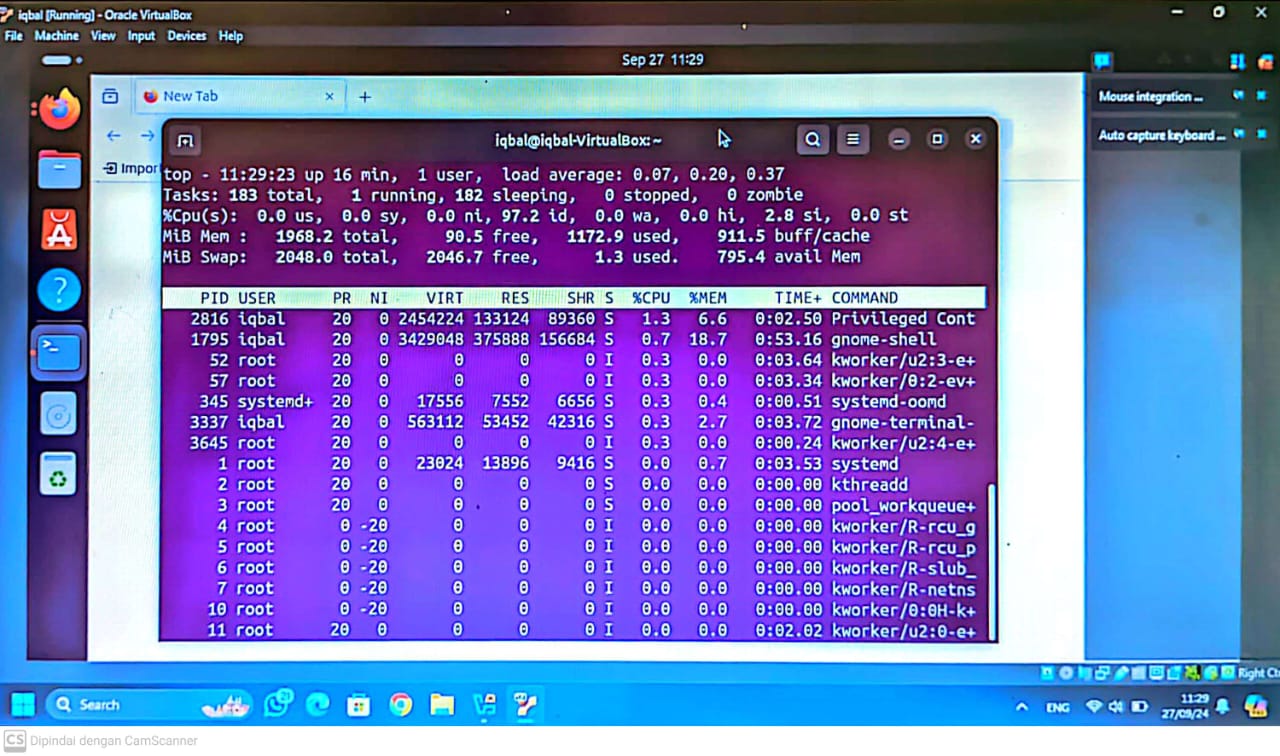 iqbal [Running] - Oracle VirtualBox
File Machine View Input Devices Help
Sep 27 11:29
New Tab
Mouse integration ...
Auto capture keyboard ...
iqbal@iqbal-VirtualBox: ~
Impor
top - 11:29:23 up 16 min, 1 user, load average: 0.07, 0.20, 0.37
Tasks: 183 total, 1 running, 182 sleeping, 0 stopped, 0 zombie
%Cpu(s): 0.0 us, 0.0 sy, 0.0 ni, 97.2 id, 0.0 wa, 0.0 hi, 2.8 si, 0.0 st
MiB Mem : 1968.2 total, 90.5 free, 1172.9 used, 911.5 buff/cache
MiB Swap: 2048.0 total, 2046.7 free, 1.3 used. 795.4 avail Mem
PID USER PR NI VIRT RES SHR S %CPU %MEM TIME+ COMMAND
2816 iqbal 20 0 2454224 133124 89360 S 1.3 6.6 0:02.50 Privileged Cont
1795 iqbal 20 0 3429048 375888 156684 S 0.7 18.7 0:53.16 gnome-shell
52 root 20 0 0 0 0 I 0.3 0.0 0:03.64 kworker/u2:3-e+
57 root 20 0 0 0 0 I 0.3 0.0 0:03.34 kworker/0:2-ev+
345 systemd+ 20 0 17556 7552 6656 S 0.3 0.4 0:00.51 systemd-oomd
3337 iqbal 20 0 563112 53452 42316 S 0.3 2.7 0:03.72 gnome-terminal-
3645 root 20 0 0 0 0 I 0.3 0.0 0:00.24 kworker/u2:4-e+
1 root 20 0 23024 13896 9416 S 0.0 0.7 0:03.53 systemd
2 root 20 0 0 0 0 S 0.0 0.0 0:00.00 kthreadd
3 root 20 0 0 0 0 S 0.0 0.0 0:00.00 pool_workqueue+
4 root 0 -20 0 0 0 I 0.0 0.0 0:00.00 kworker/R-rcu_g
5 root 0 -20 0 0 0 I 0.0 0.0 0:00.00 kworker/R-rcu_p
6 root 0 -20 0 0 0 I 0.0 0.0 0:00.00 kworker/R-slub_
7 root 0 -20 0 0 0 I 0.0 0.0 0:00.00 kworker/R-netns
10 root 0 -20 0 0 0 I 0.0 0.0 0:00.00 kworker/0:0H-k+
11 root 20 0 0 0 0 I 0.0 0.0 0:02.02 kworker/u2:0-e+
Right Ct
Search
21
ENG
11:29
27/09/24
CS Dipindai dengan CamScanner